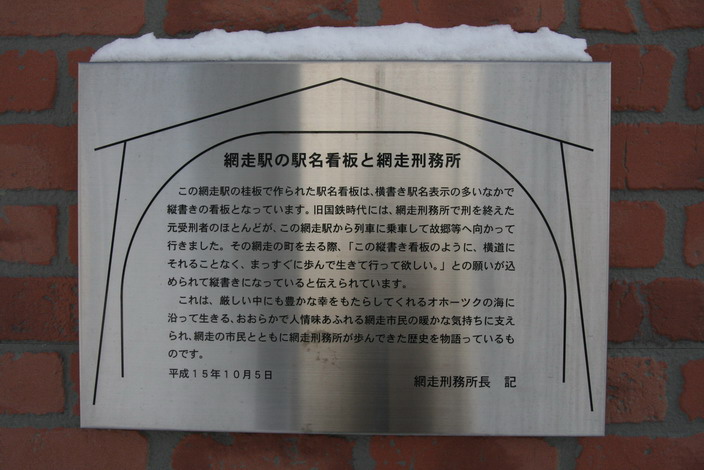 網走駅の駅名看板と網走刑務所
この網走駅の桂板で作られた駅名看板は、横書き駅名表示の多いなかで
縦書きの看板となっています。旧国鉄時代には、網走刑務所で刑を終えた
元受刑者のほとんどが、この網走駅から列車に乗車して故郷等へ向かって
行きました。その網走の町を去る際、「この縦書き看板のように、横道に
それることなく、まっすぐに歩んで生きて行って欲しい。」との願いが込
められて縦書きになっていると伝えられています。
これは、厳しい中にも豊かな幸をもたらしてくれるオホーツクの海に
沿って生きる、おおらかで人情味あふれる網走市民の暖かな気持ちに支え
られ、網走の市民とともに網走刑務所が歩んできた歴史を物語っているも
のです。
平成15年10月5日
網走刑務所長　記